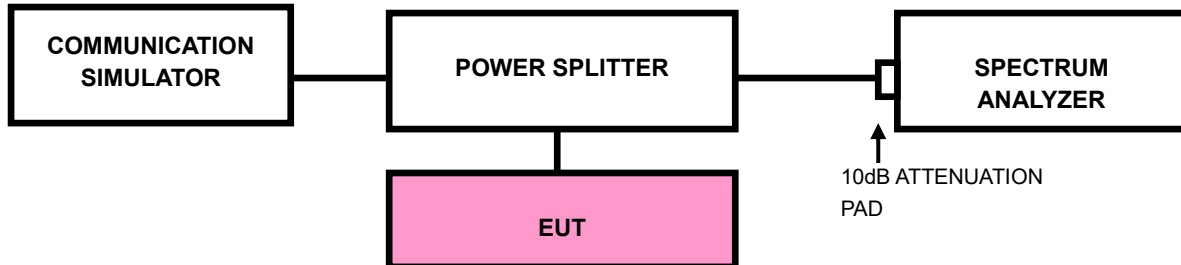 COMMUNICATION
SIMULATOR
POWER SPLITTER
SPECTRUM
ANALYZER
10dB ATTENUATION
PAD
EUT